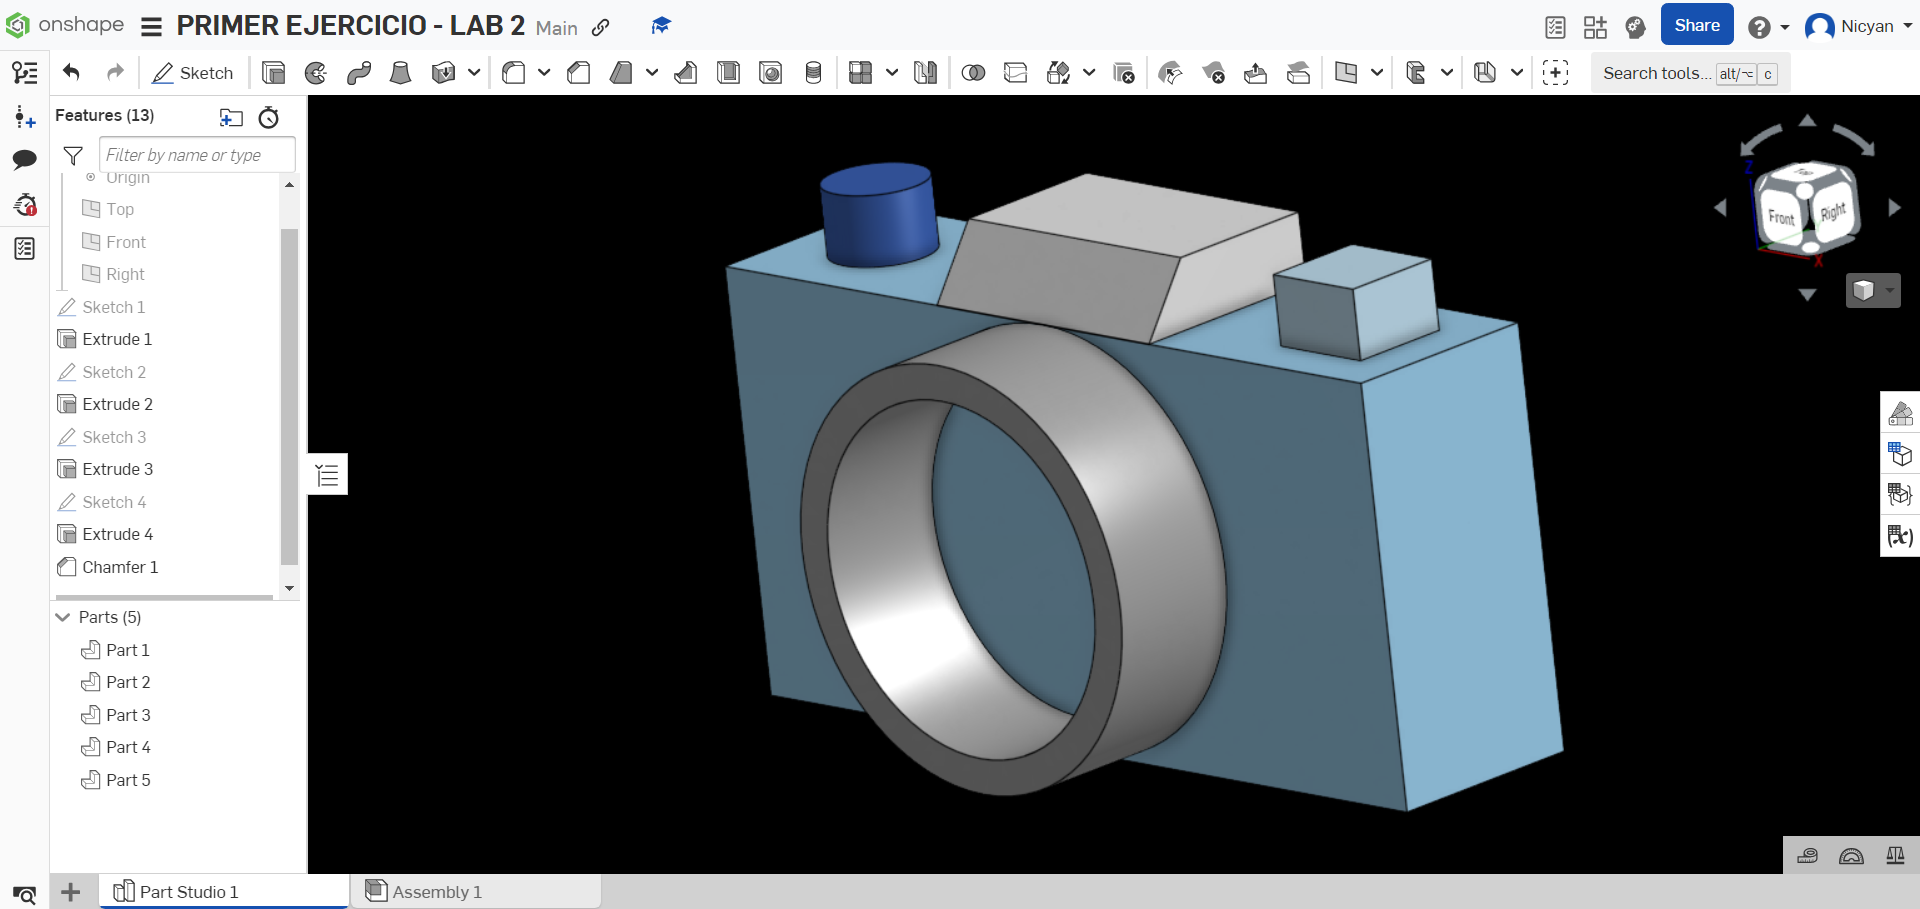 onshape
PRIMER EJERCICIO - LAB 2 Main
Share
Nicyan
Sketch
Search tools... alt/⌥ c
Features (13)
Filter by name or type
Origin
Top
Front
Right
Sketch 1
Extrude 1
Sketch 2
Extrude 2
Sketch 3
Extrude 3
Sketch 4
Extrude 4
Chamfer 1
Parts (5)
Part 1
Part 2
Part 3
Part 4
Part 5
Z
Top
Front
Right
X
Part Studio 1
Assembly 1